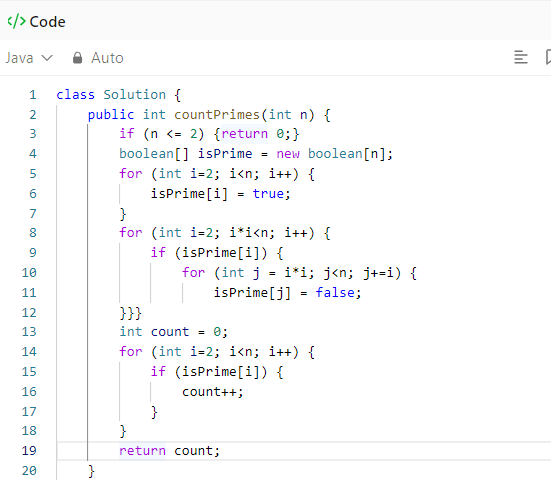 </> Code
Java Auto
1 class Solution {
2     public int countPrimes(int n) {
3         if (n <= 2) {return 0;}
4         boolean[] isPrime = new boolean[n];
5         for (int i=2; i<n; i++) {
6             isPrime[i] = true;
7         }
8         for (int i=2; i*i<n; i++) {
9             if (isPrime[i]) {
10                 for (int j = i*i; j<n; j+=i) {
11                     isPrime[j] = false;
12         }}}
13         int count = 0;
14         for (int i=2; i<n; i++) {
15             if (isPrime[i]) {
16                 count++;
17             }
18         }
19         return count;
20     }